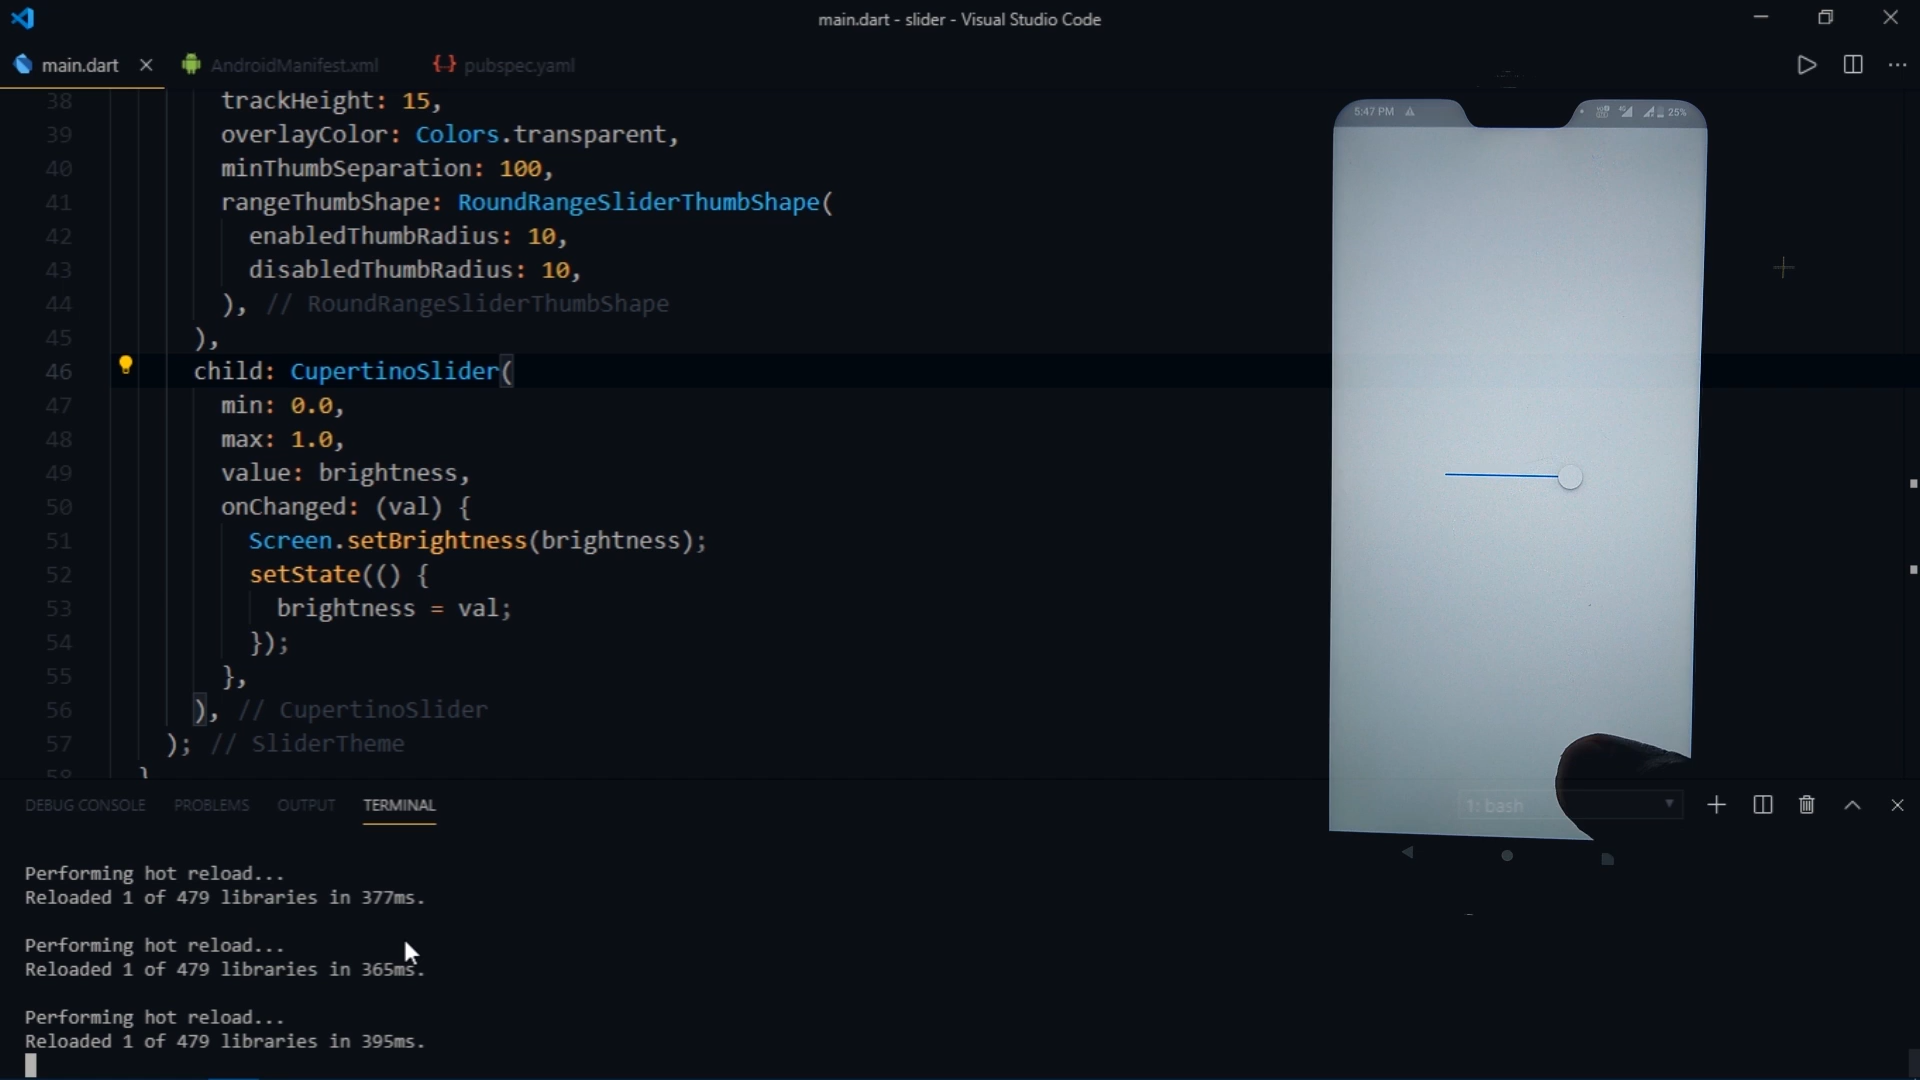 main.dart - slider - Visual Studio Code
main.dart
AndroidManifest.xml
{} pubspec.yaml
38 trackHeight: 15,
39 overlayColor: Colors.transparent,
40 minThumbSeparation: 100,
41 rangeThumbShape: RoundRangeSliderThumbShape(
42 enabledThumbRadius: 10,
43 disabledThumbRadius: 10,
44 ), // RoundRangeSliderThumbShape
45 ),
46 child: CupertinoSlider(
47 min: 0.0,
48 max: 1.0,
49 value: brightness,
50 onChanged: (val) {
51 Screen.setBrightness(brightness);
52 setState(() {
53 brightness = val;
54 });
55 },
56 ), // CupertinoSlider
57 ); // SliderTheme
58 }
5:47 PM
25%
DEBUG CONSOLE
PROBLEMS
OUTPUT
TERMINAL
1: bash
Performing hot reload...
Reloaded 1 of 479 libraries in 377ms.
Performing hot reload...
Reloaded 1 of 479 libraries in 365ms.
Performing hot reload...
Reloaded 1 of 479 libraries in 395ms.